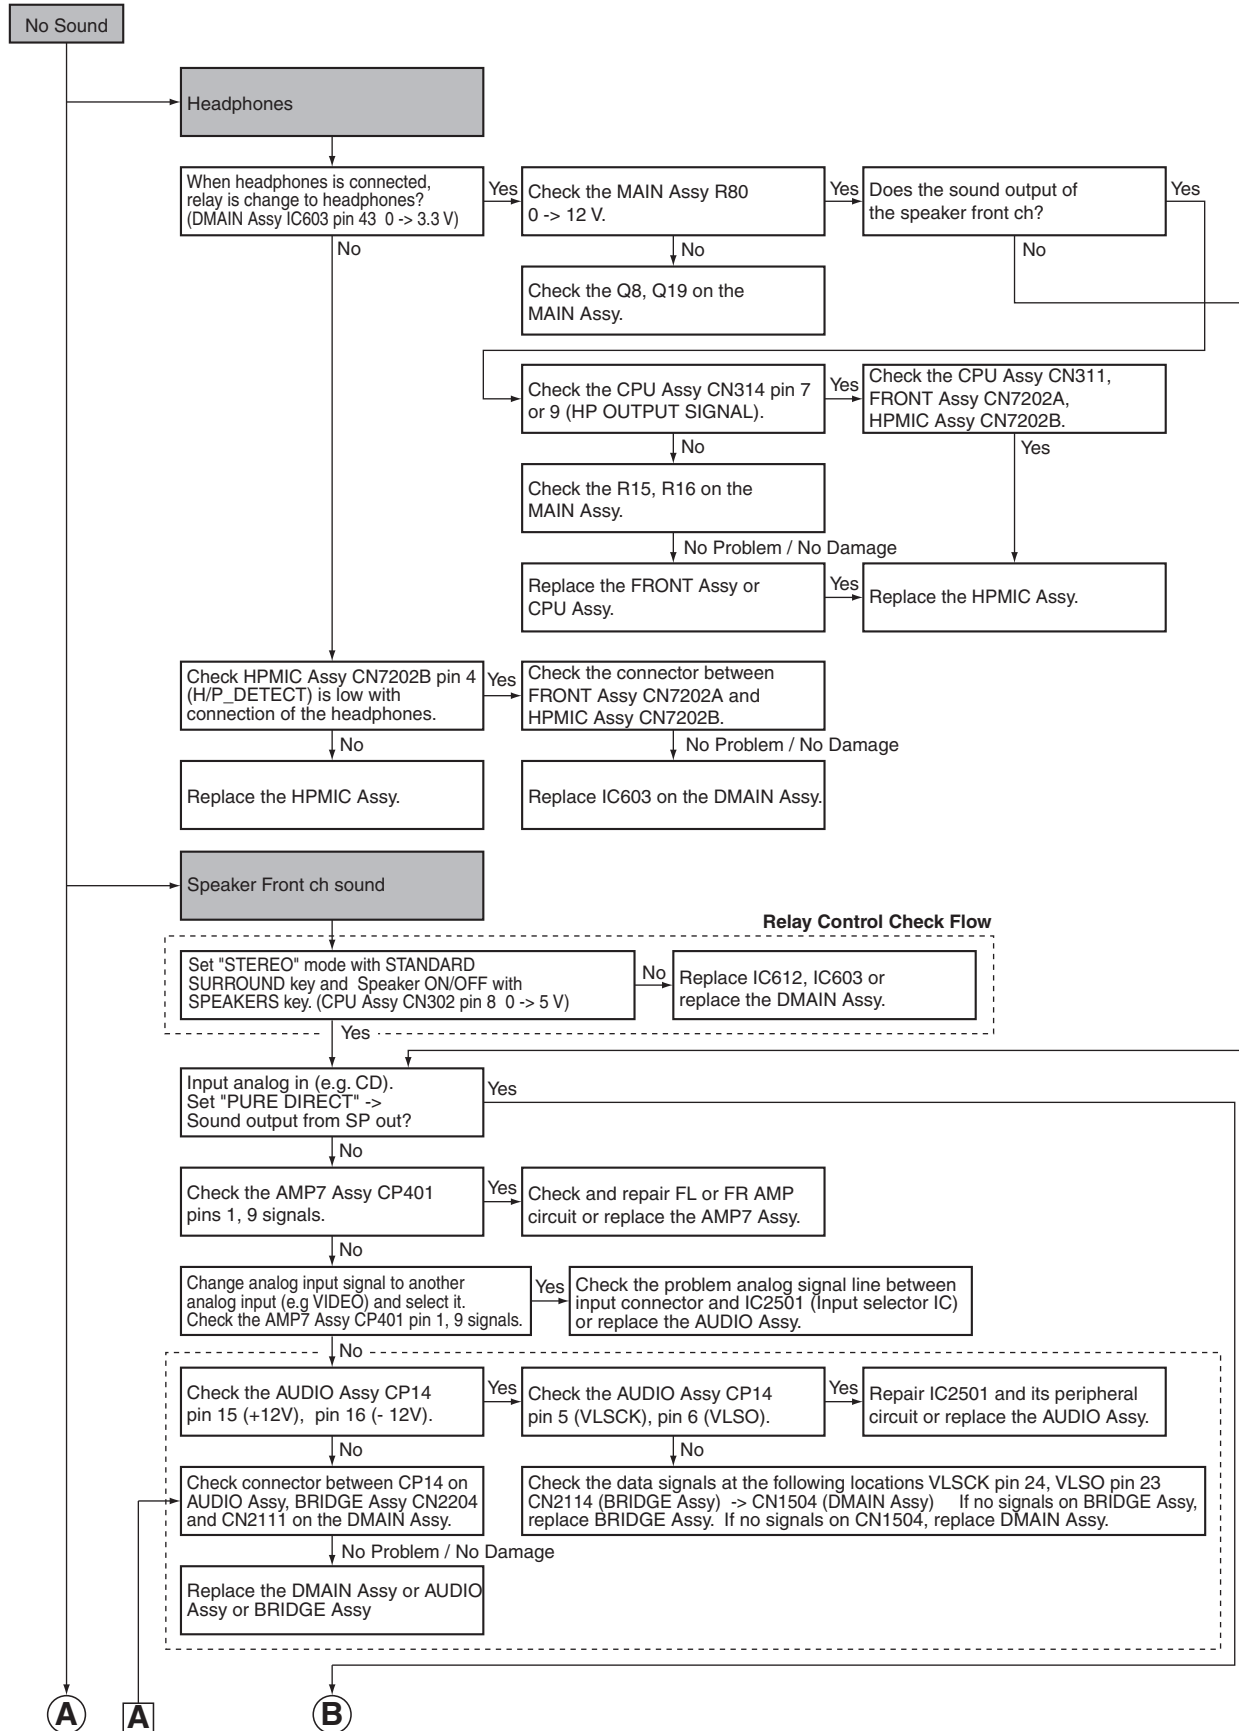 No Sound
Headphones
When headphones is connected,
relay is change to headphones?
(DMAIN Assy IC603 pin 43  0 -> 3.3 V)
Yes
Check the MAIN Assy R80
0 -> 12 V.
Yes
Does the sound output of
the speaker front ch?
Yes
No
No
No
Check the Q8, Q19 on the
MAIN Assy.
Check the CPU Assy CN314 pin 7
or 9 (HP OUTPUT SIGNAL).
Yes
Check the CPU Assy CN311,
FRONT Assy CN7202A,
HPMIC Assy CN7202B.
No
Yes
Check the R15, R16 on the
MAIN Assy.
No Problem / No Damage
Replace the FRONT Assy or
CPU Assy.
Yes
Replace the HPMIC Assy.
Check HPMIC Assy CN7202B pin 4
(H/P_DETECT) is low with
connection of the headphones.
Yes
Check the connector between
FRONT Assy CN7202A and
HPMIC Assy CN7202B.
No
No Problem / No Damage
Replace the HPMIC Assy.
Replace IC603 on the DMAIN Assy.
Speaker Front ch sound
Relay Control Check Flow
Set "STEREO" mode with STANDARD
SURROUND key and  Speaker ON/OFF with
SPEAKERS key. (CPU Assy CN302 pin 8  0 -> 5 V)
No
Replace IC612, IC603 or
replace the DMAIN Assy.
Yes
Input analog in (e.g. CD).
Set "PURE DIRECT" ->
Sound output from SP out?
Yes
No
Check the AMP7 Assy CP401
pins 1, 9 signals.
Yes
Check and repair FL or FR AMP
circuit or replace the AMP7 Assy.
No
Change analog input signal to another
analog input (e.g VIDEO) and select it.
Check the AMP7 Assy CP401 pin 1, 9 signals.
Yes
Check the problem analog signal line between
input connector and IC2501 (Input selector IC)
or replace the AUDIO Assy.
No
Check the AUDIO Assy CP14
pin 15 (+12V),  pin 16 (- 12V).
Yes
Check the AUDIO Assy CP14
pin 5 (VLSCK), pin 6 (VLSO).
Yes
Repair IC2501 and its peripheral
circuit or replace the AUDIO Assy.
No
No
Check connector between CP14 on
AUDIO Assy, BRIDGE Assy CN2204
and CN2111 on the DMAIN Assy.
Check the data signals at the following locations VLSCK pin 24, VLSO pin 23
CN2114 (BRIDGE Assy)  -> CN1504 (DMAIN Assy)     If no signals on BRIDGE Assy,
replace BRIDGE Assy.  If no signals on CN1504, replace DMAIN Assy.
No Problem / No Damage
Replace the DMAIN Assy or AUDIO
Assy or BRIDGE Assy
A
A
B